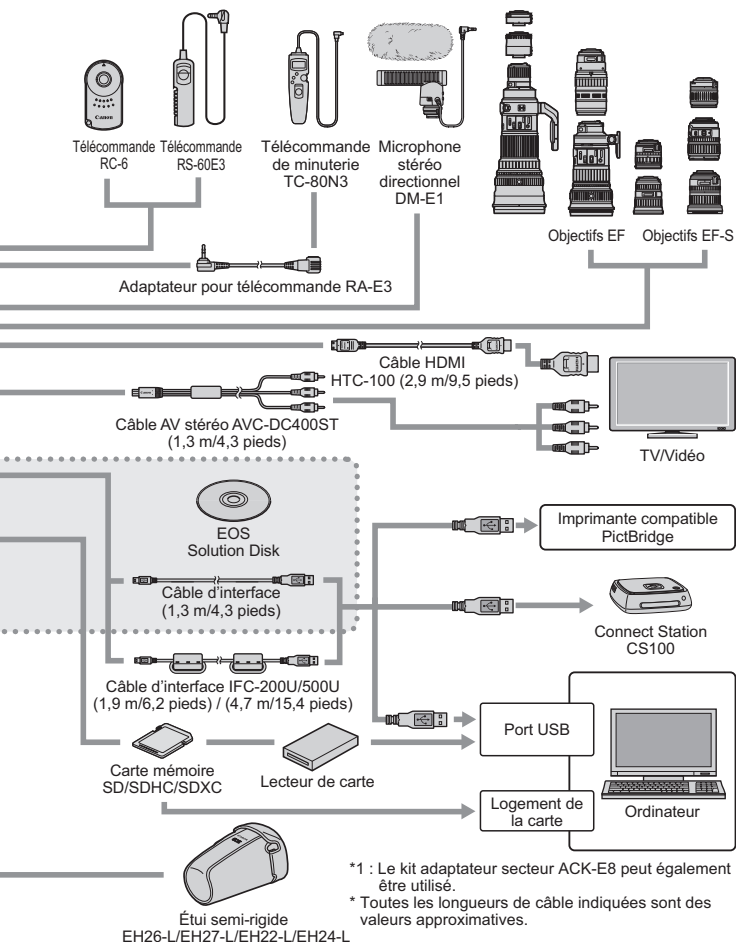 Canon
Télécommande
RC-6
Télécommande
RS-60E3
Télécommande
de minuterie
TC-80N3
Microphone
stéréo
directionnel
DM-E1
Objectifs EF
Objectifs EF-S
Adaptateur pour télécommande RA-E3
Câble HDMI
HTC-100 (2,9 m/9,5 pieds)
Câble AV stéréo AVC-DC400ST
(1,3 m/4,3 pieds)
TV/Vidéo
EOS
Solution Disk
Câble d'interface
(1,3 m/4,3 pieds)
Imprimante compatible
PictBridge
Connect Station
CS100
Câble d'interface IFC-200U/500U
(1,9 m/6,2 pieds) / (4,7 m/15,4 pieds)
Port USB
Carte mémoire
SD/SDHC/SDXC
Lecteur de carte
Logement de
la carte
Ordinateur
Étui semi-rigide
EH26-L/EH27-L/EH22-L/EH24-L
*1 : Le kit adaptateur secteur ACK-E8 peut également
être utilisé.
* Toutes les longueurs de câble indiquées sont des
valeurs approximatives.